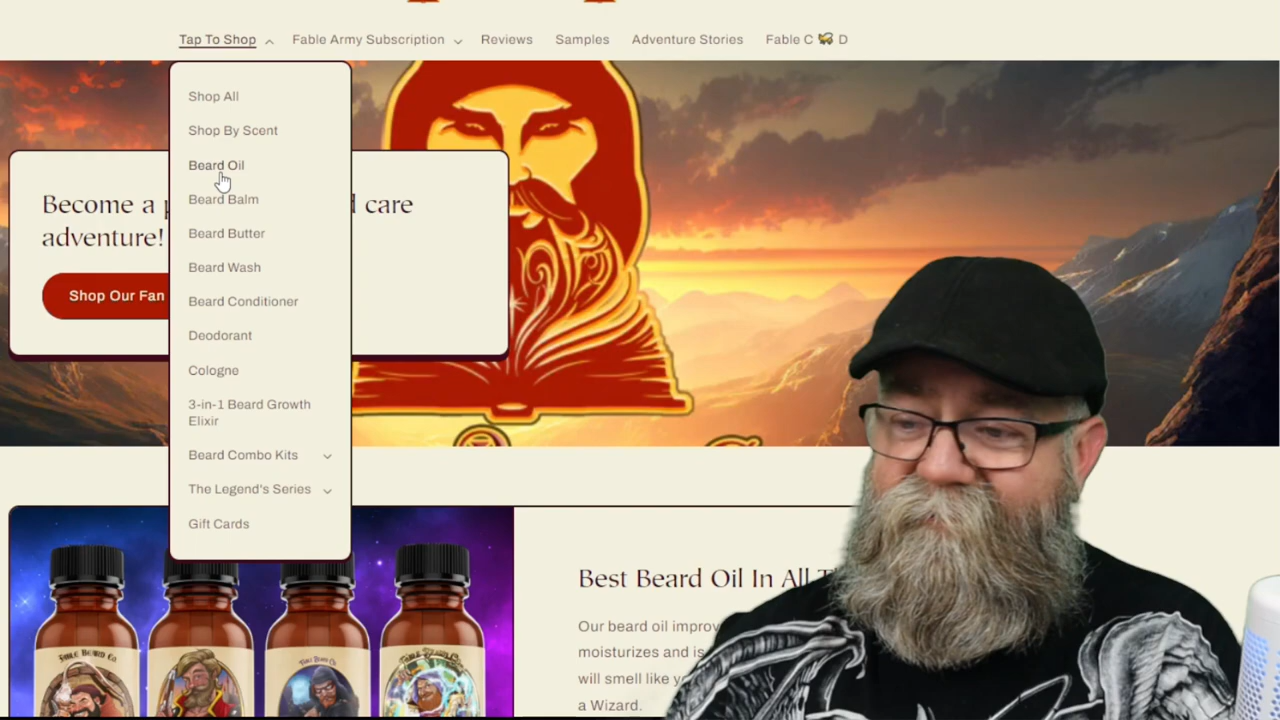 Tap To Shop
Fable Army Subscription
Reviews
Samples
Adventure Stories
Fable C D
Shop All
Shop By Scent
Beard Oil
Beard Balm
Beard Butter
Beard Wash
Beard Conditioner
Deodorant
Cologne
3-in-1 Beard Growth
Elixir
Beard Combo Kits
The Legend's Series
Gift Cards
Become a care
adventure!
Shop Our Fan
Best Beard Oil In All
Our beard oil
moisturizes and is
will smell like
a Wizard.
FABLE BEARD CO